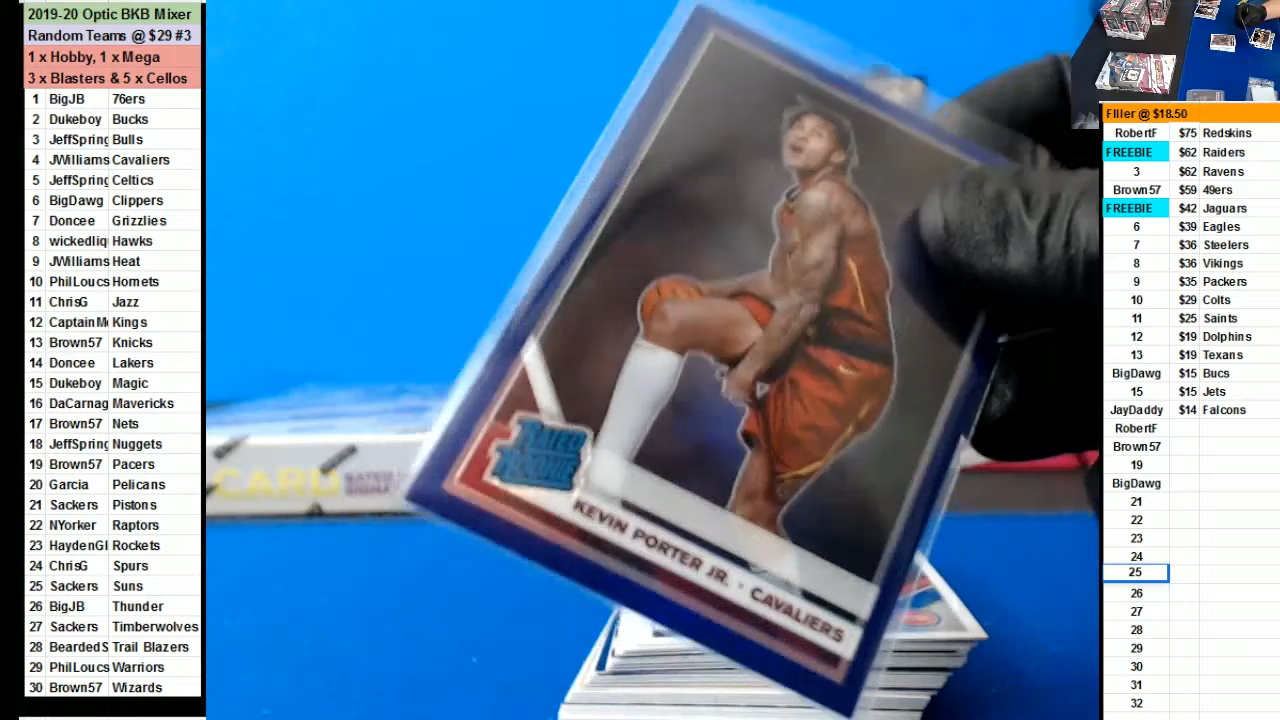 2019-20 Optic BKB Mixer
Random Teams @ $29 #3
1 x Hobby, 1 x Mega
3 x Blasters & 5 x Cellos
1 BigJB 76ers
2 Dukeboy Bucks
3 JeffSpring Bulls
4 JWilliams Cavaliers
5 JeffSpring Celtics
6 BigDawg Clippers
7 Doncee Grizzlies
8 wickedliq Hawks
9 JWilliams Heat
10 PhilLoucs Hornets
11 ChrisG Jazz
12 CaptainMc Kings
13 Brown57 Knicks
14 Doncee Lakers
15 Dukeboy Magic
16 DaCarnag Mavericks
17 Brown57 Nets
18 JeffSpring Nuggets
19 Brown57 Pacers
20 Garcia Pelicans
21 Sackers Pistons
22 NYorker Raptors
23 HaydenGl Rockets
24 ChrisG Spurs
25 Sackers Suns
26 BigJB Thunder
27 Sackers Timberwolves
28 BeardedS Trail Blazers
29 PhilLoucs Warriors
30 Brown57 Wizards
RATED
ROOKIE
KEVIN PORTER JR. · CAVALIERS
CARD
RATED
FIller @ $18.50
RobertF $75 Redskins
FREEBIE $62 Raiders
3 $62 Ravens
Brown57 $59 49ers
FREEBIE $42 Jaguars
6 $39 Eagles
7 $36 Steelers
8 $36 Vikings
9 $35 Packers
10 $29 Colts
11 $25 Saints
12 $19 Dolphins
13 $19 Texans
BigDawg $15 Bucs
15 $15 Jets
JayDaddy $14 Falcons
RobertF
Brown57
19
BigDawg
21
22
23
24
25
26
27
28
29
30
31
32